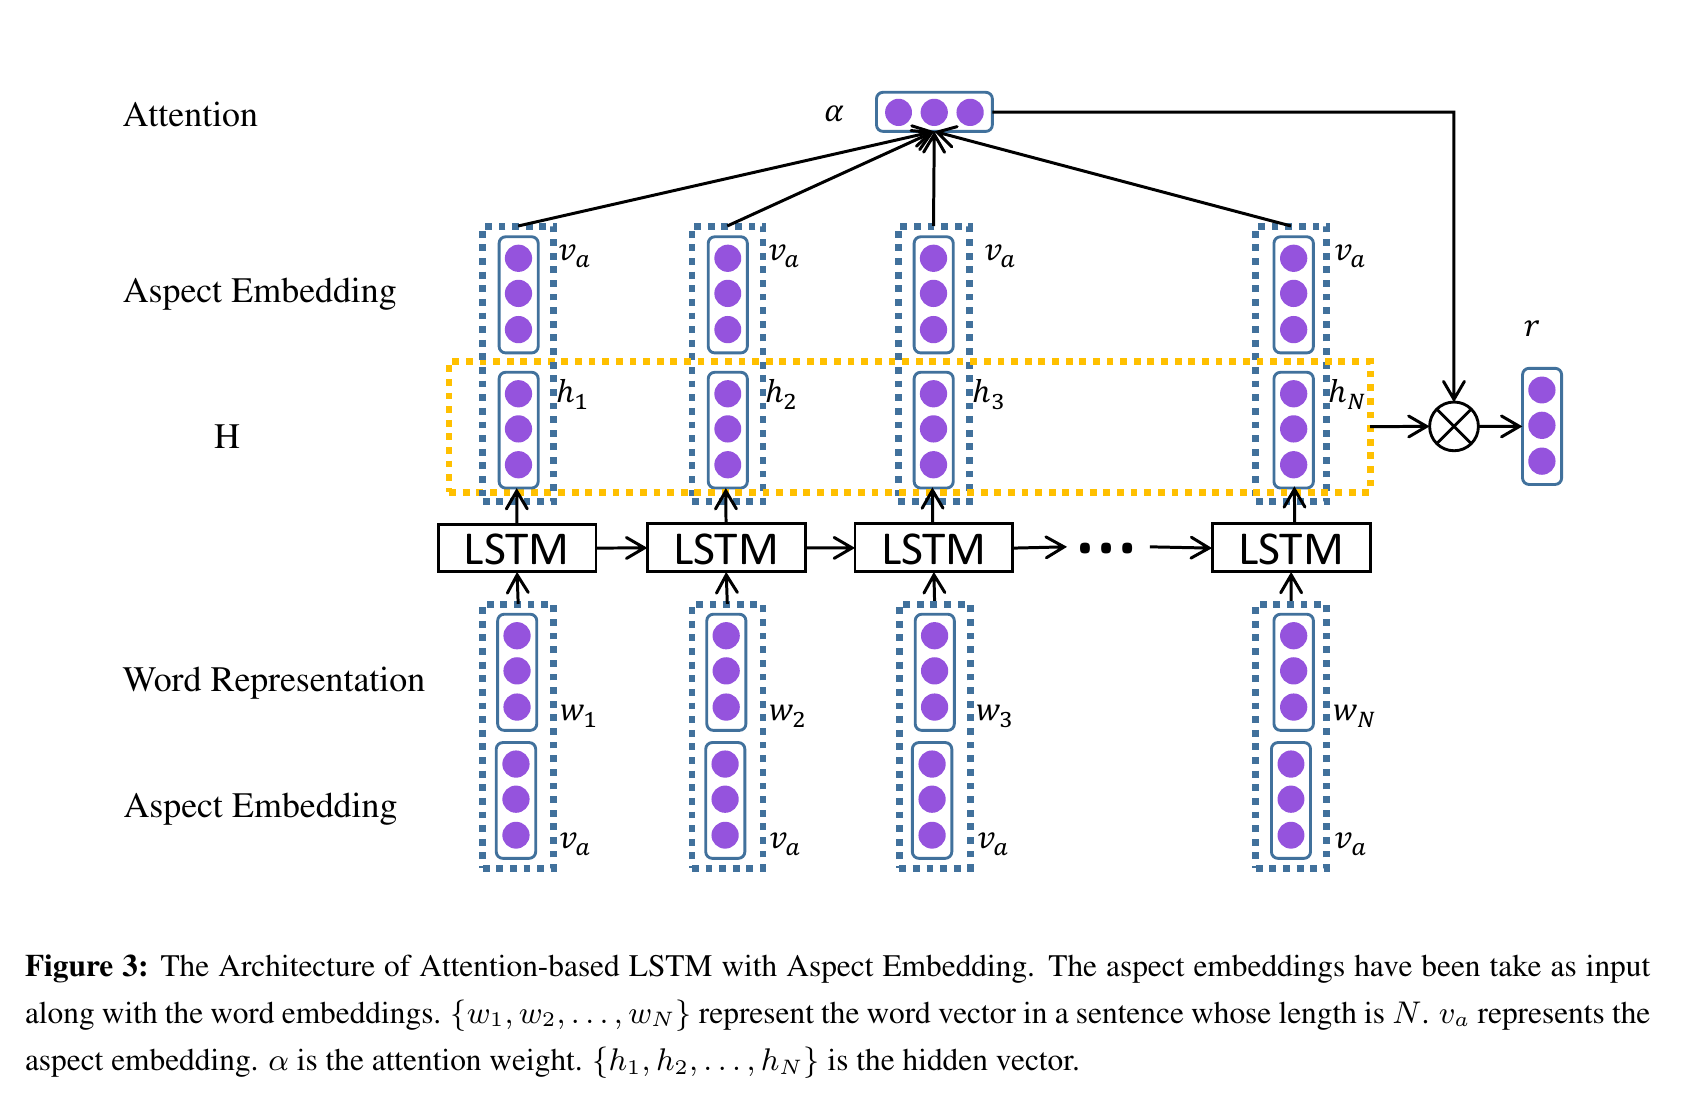 Attention α
v_a v_a v_a v_a
Aspect Embedding
r
h_1 h_2 h_3 h_N
H
LSTM LSTM LSTM ... LSTM
Word Representation
w_1 w_2 w_3 w_N
Aspect Embedding
v_a v_a v_a v_a
Figure 3: The Architecture of Attention-based LSTM with Aspect Embedding. The aspect embeddings have been take as input
along with the word embeddings. {w_1, w_2, . . . , w_N} represent the word vector in a sentence whose length is N. v_a represents the
aspect embedding. α is the attention weight. {h_1, h_2, . . . , h_N} is the hidden vector.